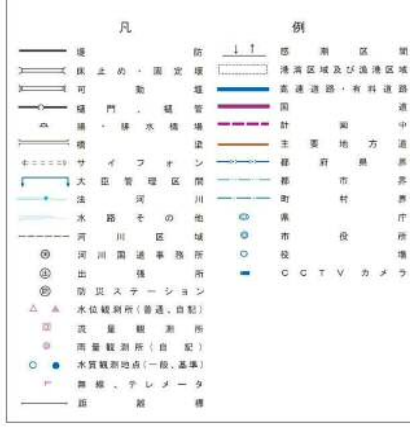 凡例
堤防
床止め・固定堰
可動堰
樋門、樋管
揚・排水機場
橋梁
サイフォン
大臣管理区間
法河川
水路その他
河川区域
河川国道事務所
出張所
防災ステーション
水位観測所(普通、自記)
流量観測所
雨量観測所(自記)
水質観測地点(一般、基準)
無線、テレメータ
距離標
感潮区間
港湾区域及び漁港区域
高速道路・有料道路
国道
計画中
主要地方道
都府県界
都市界
町村界
県庁
市役所
役場
CCTVカメラ